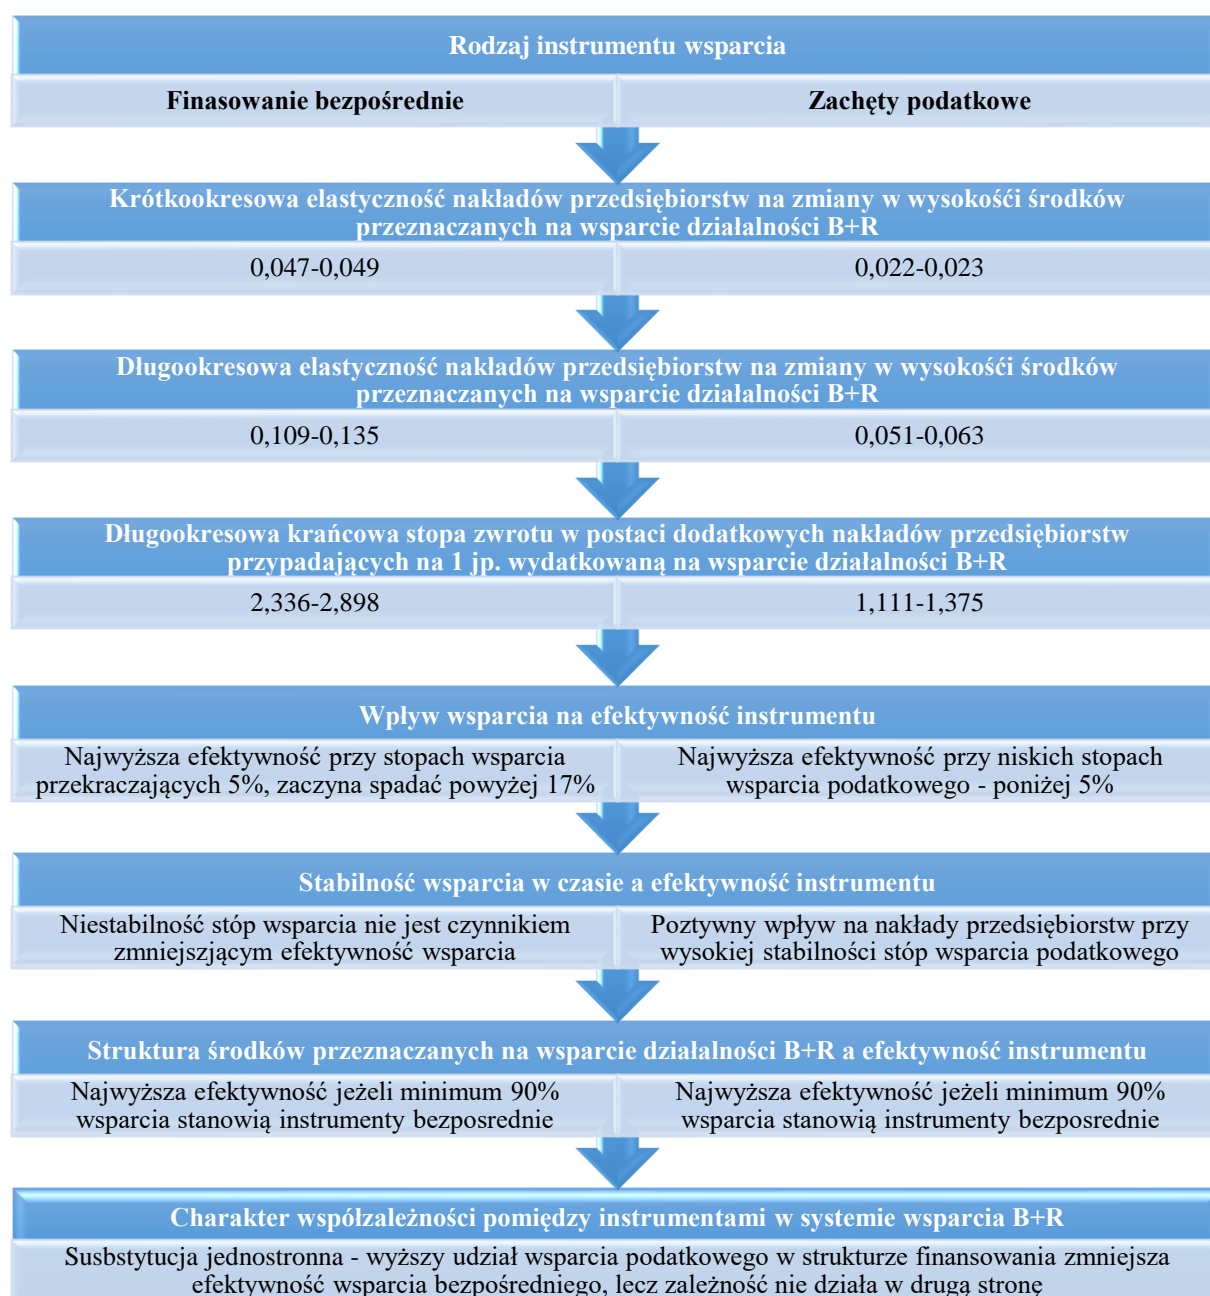 Rodzaj instrumentu wsparcia
Finasowanie bezpośrednie
Zachęty podatkowe
Krótkookresowa elastyczność nakładów przedsiębiorstw na zmiany w wysokośći środków
przeznaczanych na wsparcie działalności B+R
0,047-0,049
0,022-0,023
Długookresowa elastyczność nakładów przedsiębiorstw na zmiany w wysokośći środków
przeznaczanych na wsparcie działalności B+R
0,109-0,135
0,051-0,063
Długookresowa krańcowa stopa zwrotu w postaci dodatkowych nakładów przedsiębiorstw
przypadających na 1 jp. wydatkowaną na wsparcie działalności B+R
2,336-2,898
1,111-1,375
Wpływ wsparcia na efektywność instrumentu
Najwyższa efektywność przy stopach wsparcia
przekraczających 5%, zaczyna spadać powyżej 17%
Najwyższa efektywność przy niskich stopach
wsparcia podatkowego - poniżej 5%
Stabilność wsparcia w czasie a efektywność instrumentu
Niestabilność stóp wsparcia nie jest czynnikiem
zmniejszjącym efektywność wsparcia
Poztywny wpływ na nakłady przedsiębiorstw przy
wysokiej stabilności stóp wsparcia podatkowego
Struktura środków przeznaczanych na wsparcie działalności B+R a efektywność instrumentu
Najwyższa efektywność jeżeli minimum 90%
wsparcia stanowią instrumenty bezposrednie
Najwyższa efektywność jeżeli minimum 90%
wsparcia stanowią instrumenty bezposrednie
Charakter współzależności pomiędzy instrumentami w systemie wsparcia B+R
Susbstytucja jednostronna - wyższy udział wsparcia podatkowego w strukturze finansowania zmniejsza
efektywność wsparcia bezpośredniego, lecz zależność nie działa w drugą stronę